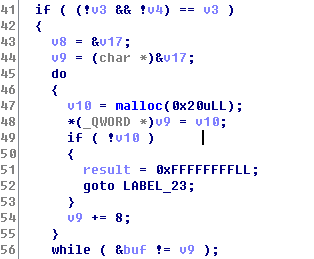 41 if ( (!v3 && !v4) == v3 )
42 {
43 v8 = &v17;
44 v9 = (char *)&v17;
45 do
46 {
47 v10 = malloc(0x20uLL);
48 *(_QWORD *)v9 = v10;
49 if ( !v10 )
50 {
51 result = 0xFFFFFFFFLL;
52 goto LABEL_23;
53 }
54 v9 += 8;
55 }
56 while ( &buf != v9 );